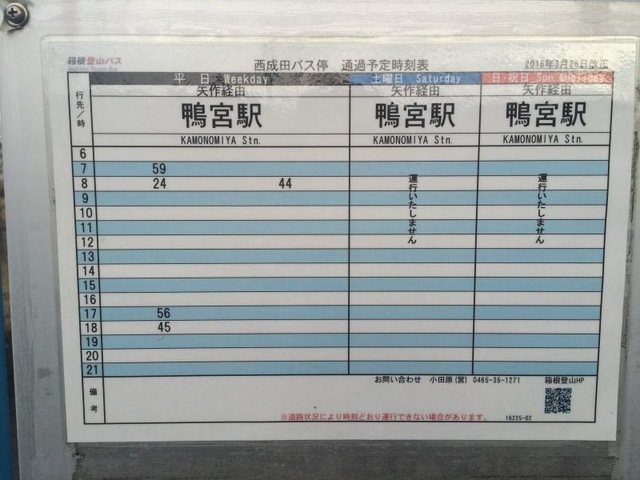 箱根登山バス
西成田バス停 通過予定時刻表
2016年3月26日改正
行先/時
平 日 Weekday
土曜日 Saturday
日・祝日 Sun.&Holiday
矢作経由
鴨宮駅
KAMONOMIYA Stn.
矢作経由
鴨宮駅
KAMONOMIYA Stn.
矢作経由
鴨宮駅
KAMONOMIYA Stn.
6
7 59
8 24 44
9
10
11
12
13
14
15
16
17 56
18 45
19
20
21
運行いたしません
運行いたしません
備考
お問い合わせ 小田原(営) 0465-35-1271
箱根登山HP
※道路状況により時刻どおり運行できない場合があります。
16225-02